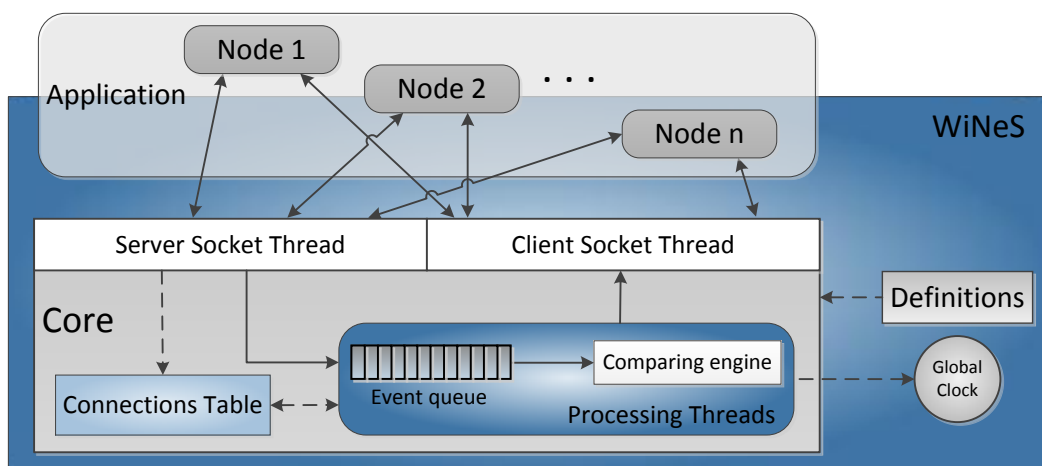 Node 1
Node 2
. . .
Application
Node n
WiNeS
Server Socket Thread
Client Socket Thread
Definitions
Core
Comparing engine
Event queue
Global
Clock
Connections Table
Processing Threads